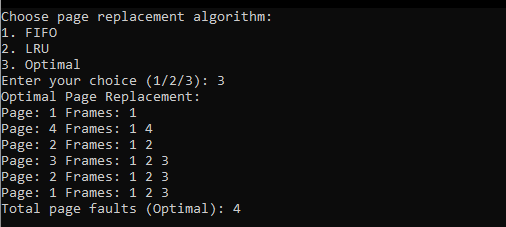 Choose page replacement algorithm:
1. FIFO
2. LRU
3. Optimal
Enter your choice (1/2/3): 3
Optimal Page Replacement:
Page: 1 Frames: 1
Page: 4 Frames: 1 4
Page: 2 Frames: 1 2
Page: 3 Frames: 1 2 3
Page: 2 Frames: 1 2 3
Page: 1 Frames: 1 2 3
Total page faults (Optimal): 4